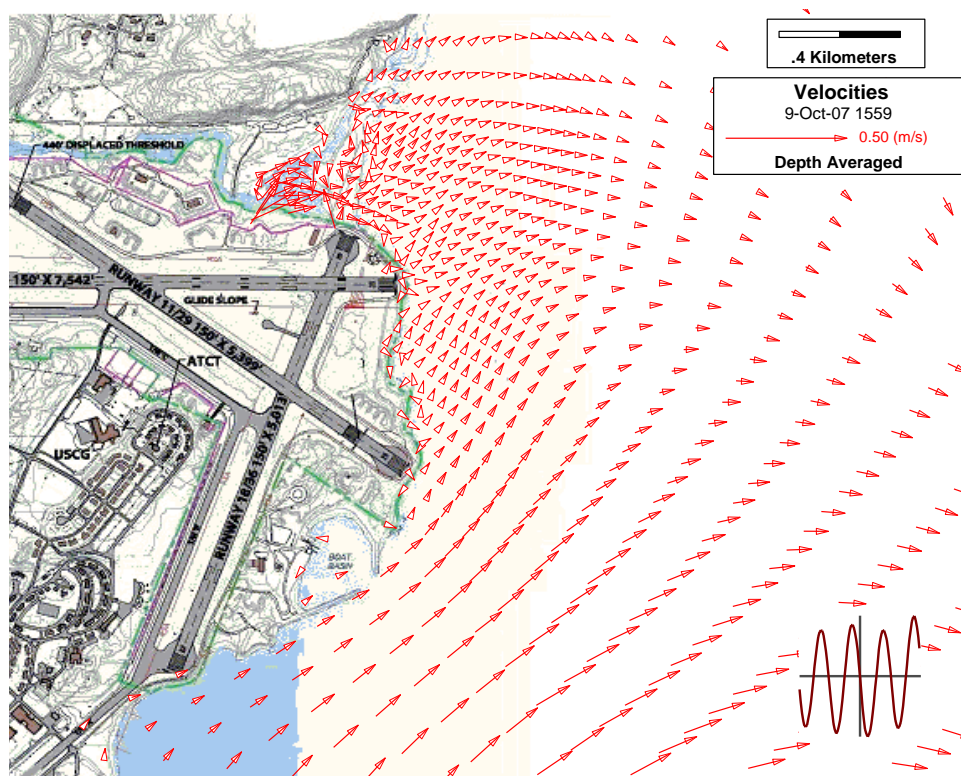 .4 Kilometers
Velocities
9-Oct-07 1559
0.50 (m/s)
Depth Averaged
440' DISPLACED THRESHOLD
150' X 7,542'
RUNWAY 11/29 150' X 5,399'
GLIDE SLOPE
ATCT
USCG
RUNWAY 18/36 150' X 5,013'
BOAT
BASIN